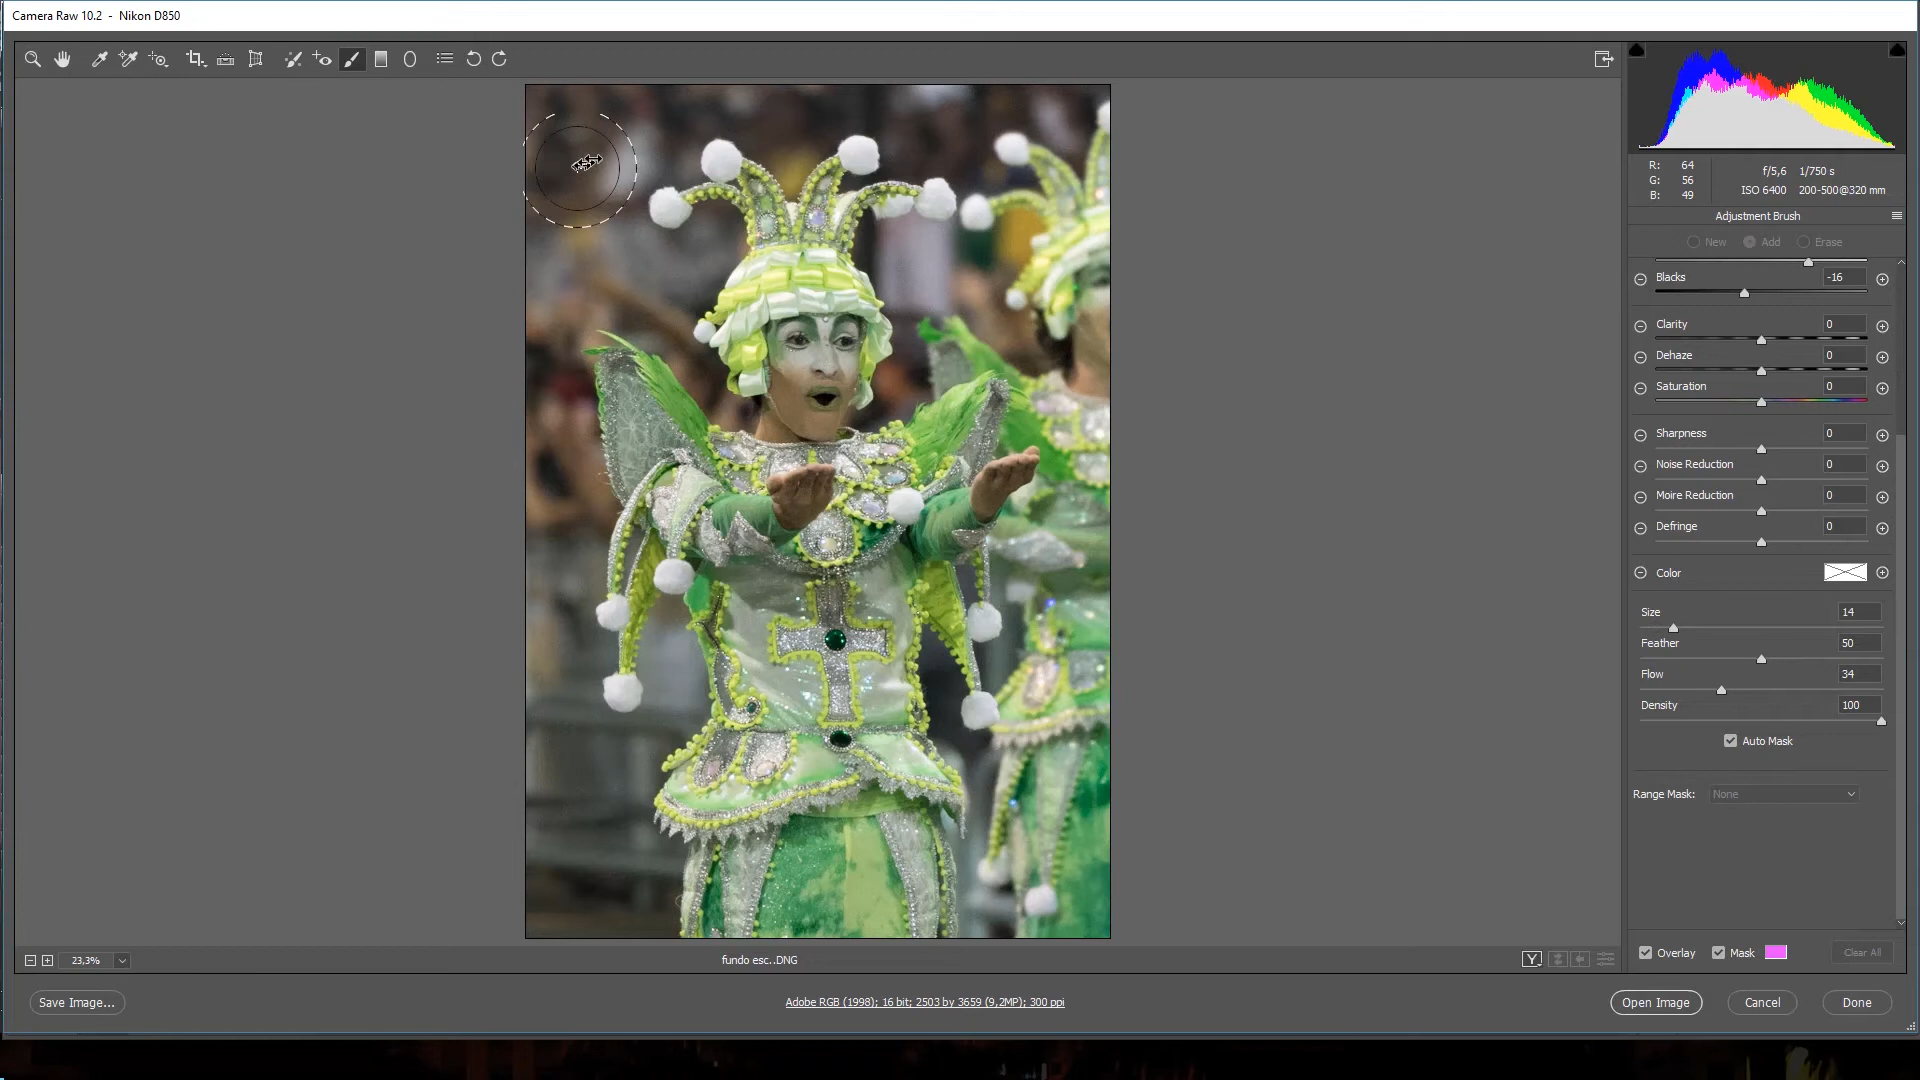 Camera Raw 10.2 - Nikon D850
R: 64
G: 56
B: 49
f/5,6 1/750 s
ISO 6400 200-500@320 mm
Adjustment Brush
New Add Erase
Blacks -16
Clarity 0
Dehaze 0
Saturation 0
Sharpness 0
Noise Reduction 0
Moire Reduction 0
Defringe 0
Color
Size 14
Feather 50
Flow 34
Density 100
Auto Mask
Range Mask: None
23,3%
fundo esc..DNG
Y
Overlay Mask Clear All
Save Image...
Adobe RGB (1998); 16 bit; 2503 by 3659 (9,2MP); 300 ppi
Open Image Cancel Done